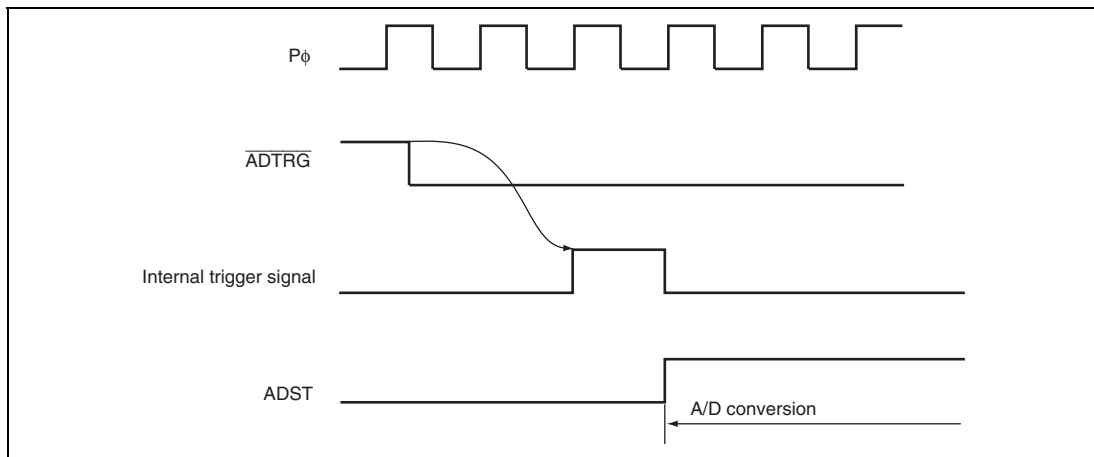 Pϕ
ADTRG
Internal trigger signal
ADST
A/D conversion